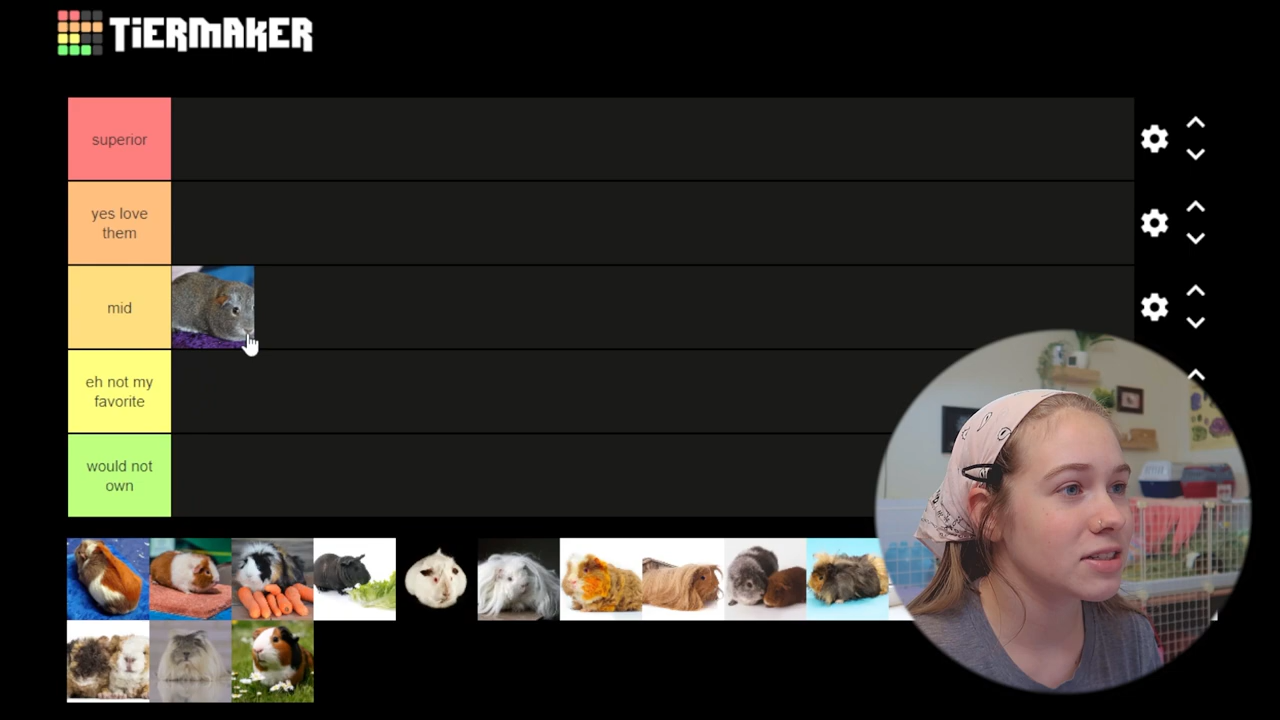 TiERMAKER
superior
yes love
them
mid
eh not my
favorite
would not
own